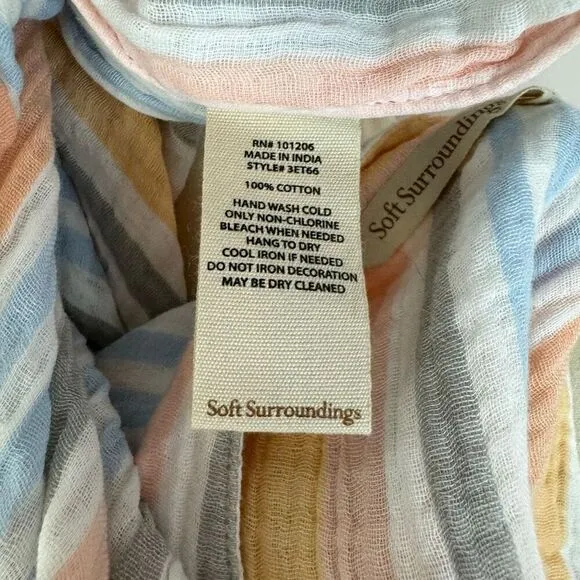 RN# 101206
MADE IN INDIA
STYLE# 3ET66
100% COTTON
HAND WASH COLD
ONLY NON-CHLORINE
BLEACH WHEN NEEDED
HANG TO DRY
COOL IRON IF NEEDED
DO NOT IRON DECORATION
MAY BE DRY CLEANED
Soft Surroundings
Soft Surroundings